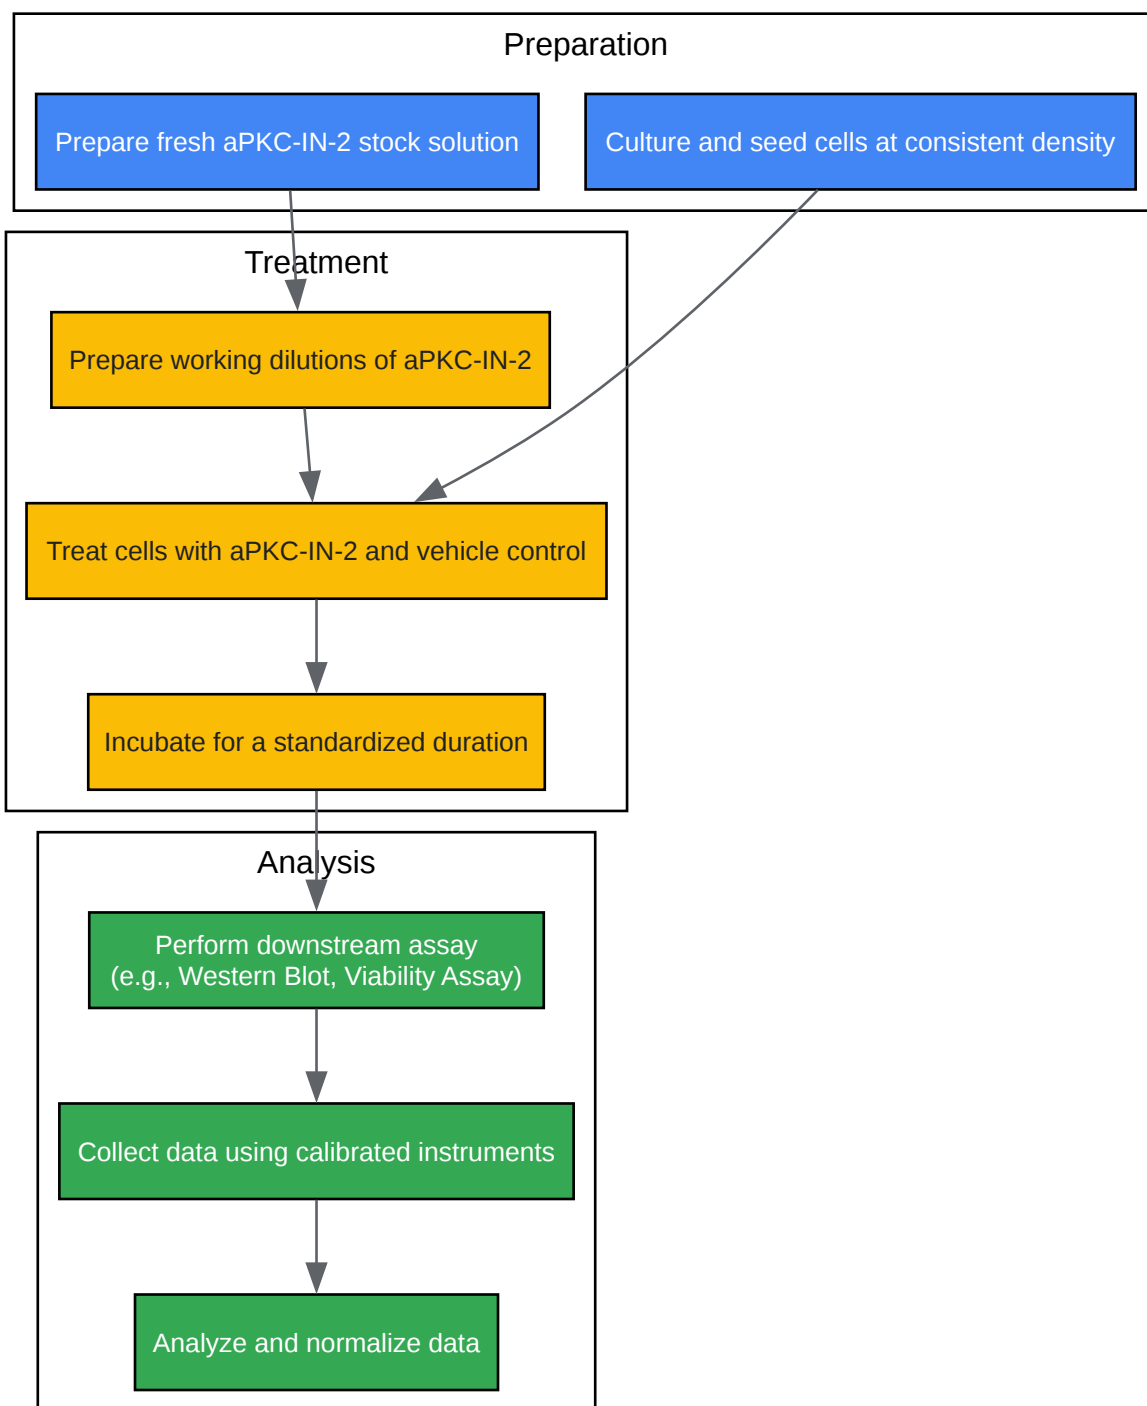 Preparation
Prepare fresh aPKC-IN-2 stock solution
Culture and seed cells at consistent density
Treatment
Prepare working dilutions of aPKC-IN-2
Treat cells with aPKC-IN-2 and vehicle control
Incubate for a standardized duration
Analysis
Perform downstream assay
(e.g., Western Blot, Viability Assay)
Collect data using calibrated instruments
Analyze and normalize data